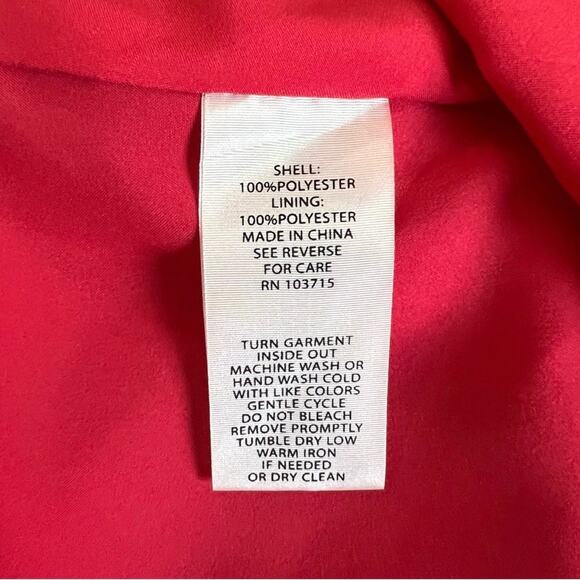 SHELL:
100%POLYESTER
LINING:
100%POLYESTER
MADE IN CHINA
SEE REVERSE
FOR CARE
RN 103715
TURN GARMENT
INSIDE OUT
MACHINE WASH OR
HAND WASH COLD
WITH LIKE COLORS
GENTLE CYCLE
DO NOT BLEACH
REMOVE PROMPTLY
TUMBLE DRY LOW
WARM IRON
IF NEEDED
OR DRY CLEAN